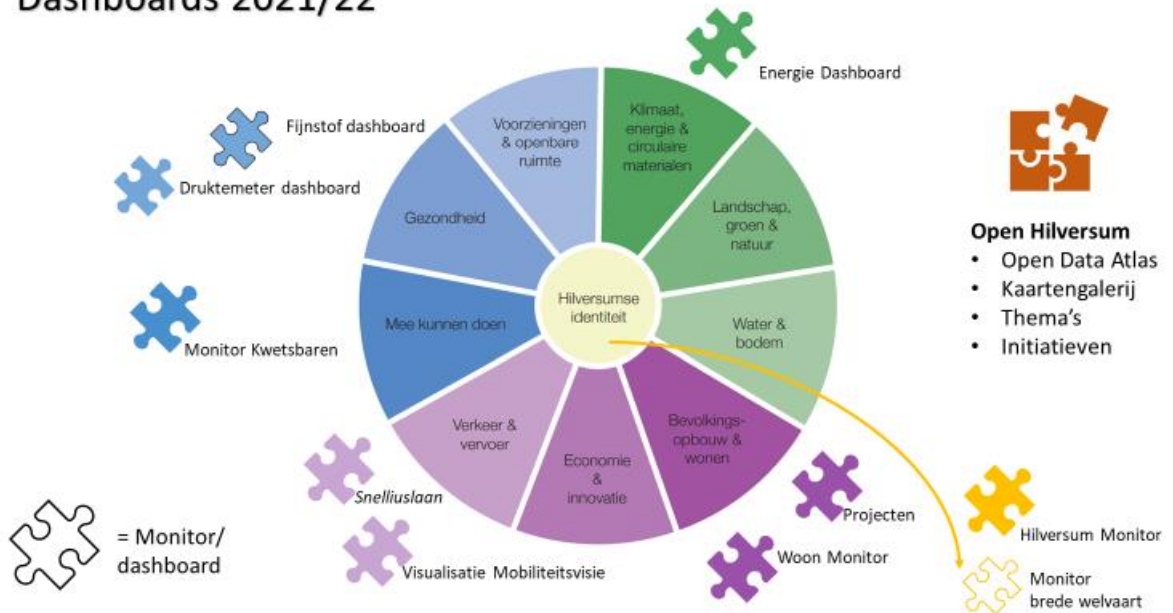 Dashboards 2021/22
Energie Dashboard
Fijnstof dashboard
Druktemeter dashboard
Monitor Kwetsbaren
Voorzieningen
& openbare
ruimte
Klimaat,
energie &
circulaire
materialen
Gezondheid
Landschap,
groen &
natuur
Mee kunnen doen
Hilversumse
identiteit
Water &
bodem
Verkeer &
vervoer
Economie
&
innovatie
Bevolkings-
opbouw &
wonen
Open Hilversum
• Open Data Atlas
• Kaartengalerij
• Thema's
• Initiatieven
Snelliuslaan
Visualisatie Mobiliteitsvisie
Projecten
Woon Monitor
Hilversum Monitor
Monitor
brede welvaart
= Monitor/
dashboard